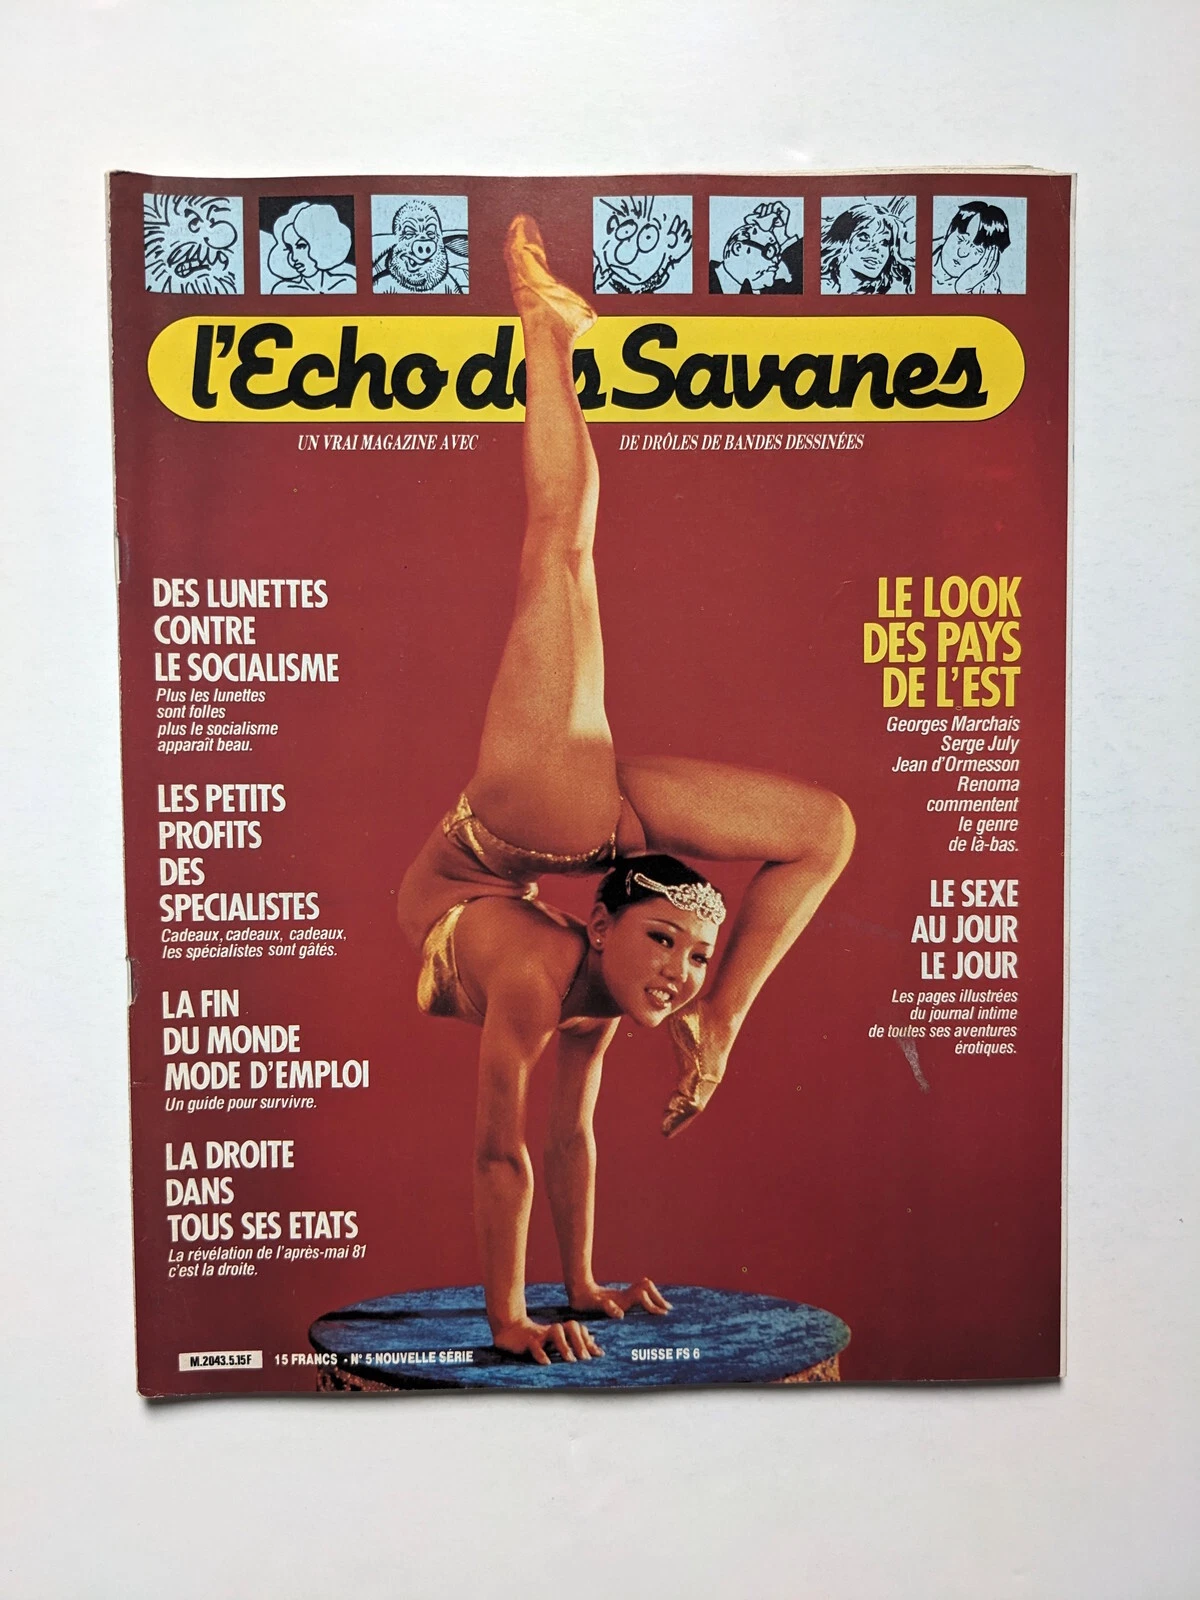 l'Echo des Savanes
UN VRAI MAGAZINE AVEC DE DRÔLES DE BANDES DESSINÉES
DES LUNETTES
CONTRE
LE SOCIALISME
Plus les lunettes
sont folles
plus le socialisme
apparaît beau.
LES PETITS
PROFITS
DES
SPECIALISTES
Cadeaux, cadeaux, cadeaux,
les spécialistes sont gâtés.
LA FIN
DU MONDE
MODE D'EMPLOI
Un guide pour survivre.
LA DROITE
DANS
TOUS SES ETATS
La révélation de l'après-mai 81
c'est la droite.
LE LOOK
DES PAYS
DE L'EST
Georges Marchais
Serge July
Jean d'Ormesson
Renoma
commentent
le genre
de là-bas.
LE SEXE
AU JOUR
LE JOUR
Les pages illustrées
du journal intime
de toutes ses aventures
érotiques.
M.2043.5.15F 15 FRANCS - N° 5 NOUVELLE SÉRIE SUISSE FS 6